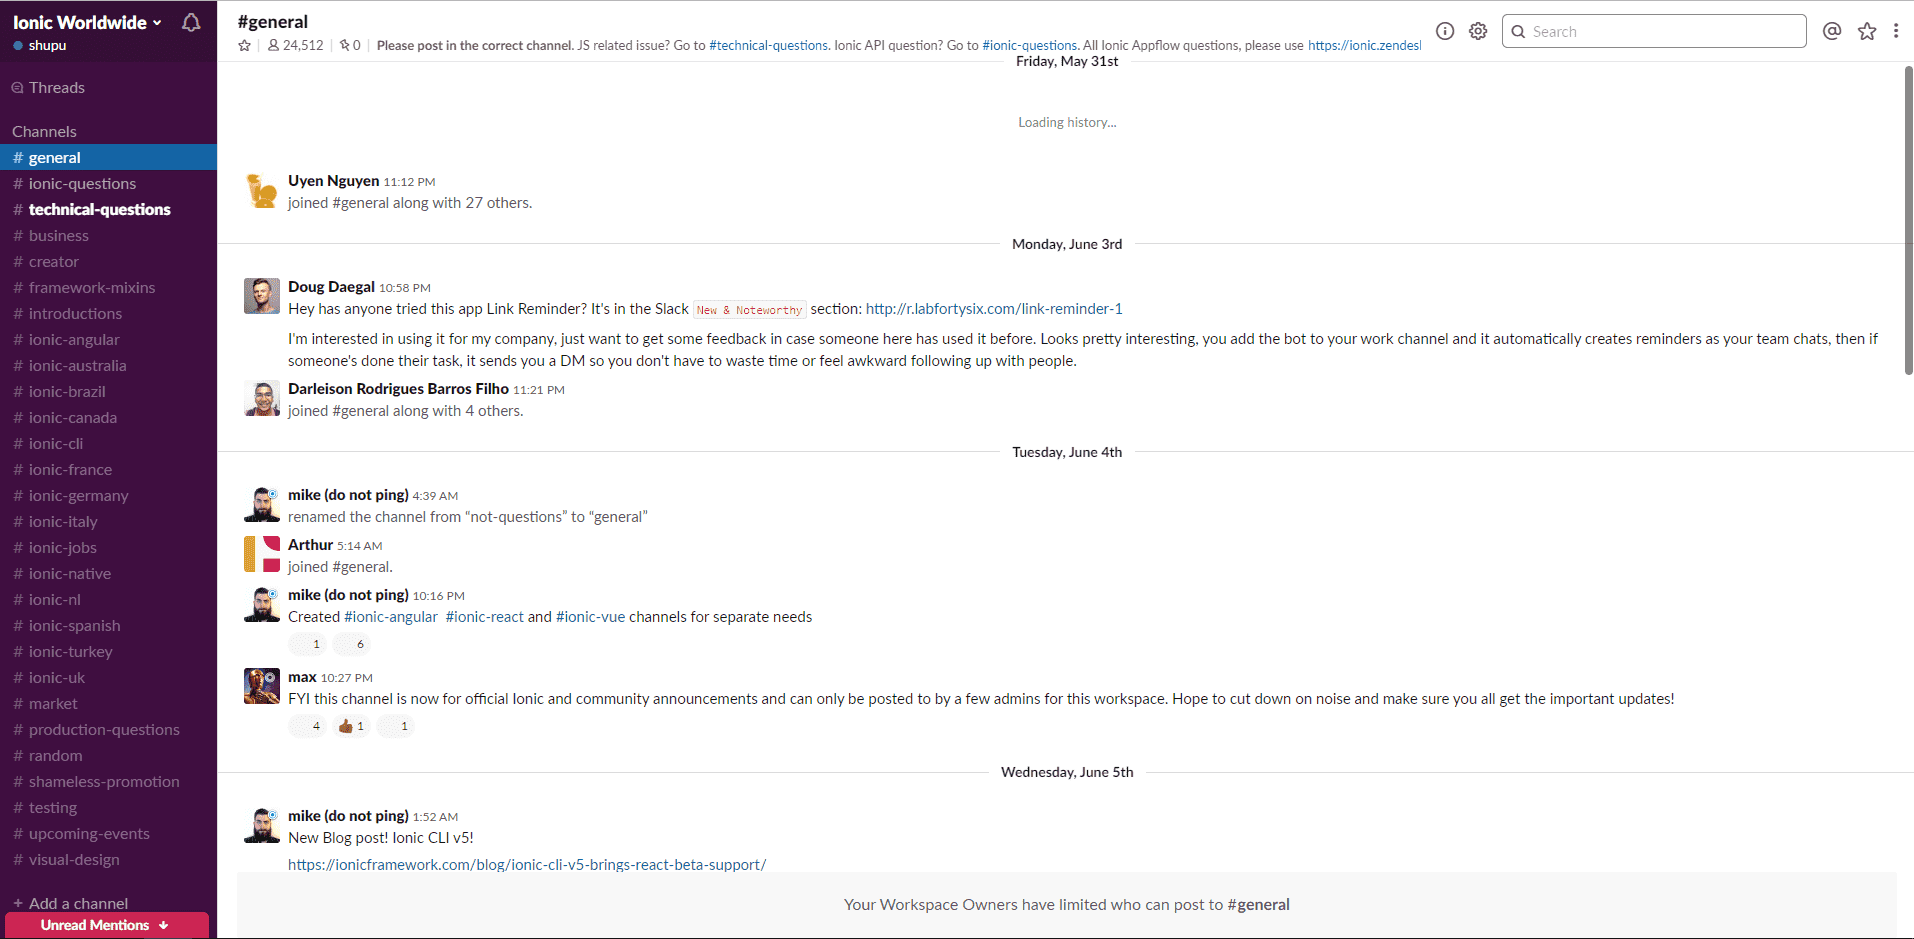 Ionic Worldwide
shupu
Threads
Channels
# general
# ionic-questions
# technical-questions
# business
# creator
# framework-mixins
# introductions
# ionic-angular
# ionic-australia
# ionic-brazil
# ionic-canada
# ionic-cli
# ionic-france
# ionic-germany
# ionic-italy
# ionic-jobs
# ionic-native
# ionic-nl
# ionic-spanish
# ionic-turkey
# ionic-uk
# market
# production-questions
# random
# shameless-promotion
# testing
# upcoming-events
# visual-design
+ Add a channel
Unread Mentions ↓
#general
24,512 | 0 | Please post in the correct channel. JS related issue? Go to #technical-questions. Ionic API question? Go to #ionic-questions. All Ionic Appflow questions, please use https://ionic.zendesl
Search
Friday, May 31st
Loading history...
Uyen Nguyen 11:12 PM
joined #general along with 27 others.
Monday, June 3rd
Doug Daegal 10:58 PM
Hey has anyone tried this app Link Reminder? It's in the Slack New & Noteworthy section: http://r.labfortysix.com/link-reminder-1
I'm interested in using it for my company, just want to get some feedback in case someone here has used it before. Looks pretty interesting, you add the bot to your work channel and it automatically creates reminders as your team chats, then if
someone's done their task, it sends you a DM so you don't have to waste time or feel awkward following up with people.
Darleison Rodrigues Barros Filho 11:21 PM
joined #general along with 4 others.
Tuesday, June 4th
mike (do not ping) 4:39 AM
renamed the channel from “not-questions” to “general”
Arthur 5:14 AM
joined #general.
mike (do not ping) 10:16 PM
Created #ionic-angular #ionic-react and #ionic-vue channels for separate needs
1 6
max 10:27 PM
FYI this channel is now for official Ionic and community announcements and can only be posted to by a few admins for this workspace. Hope to cut down on noise and make sure you all get the important updates!
4 1 1
Wednesday, June 5th
mike (do not ping) 1:52 AM
New Blog post! Ionic CLI v5!
https://ionicframework.com/blog/ionic-cli-v5-brings-react-beta-support/
Your Workspace Owners have limited who can post to #general